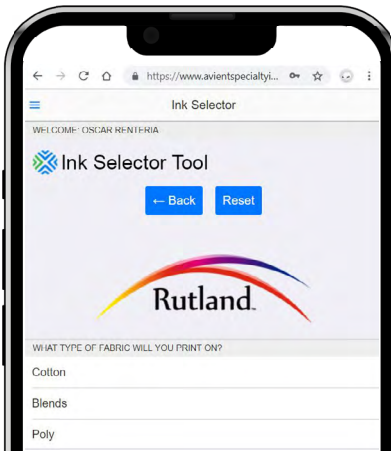 https://www.avientspecialtyi...
Ink Selector
WELCOME: OSCAR RENTERIA
Ink Selector Tool
← Back Reset
Rutland
WHAT TYPE OF FABRIC WILL YOU PRINT ON?
Cotton
Blends
Poly